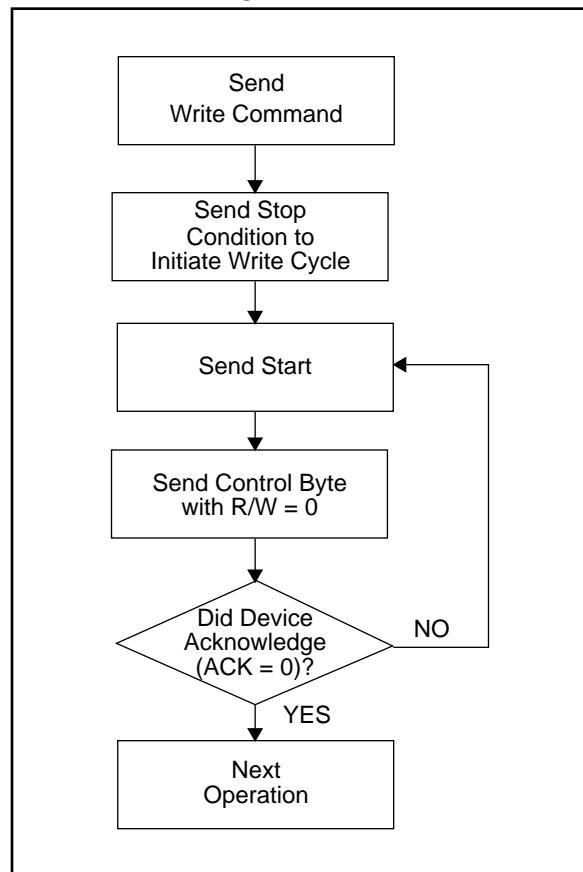 Send
Write Command
Send Stop
Condition to
Initiate Write Cycle
Send Start
Send Control Byte
with R/W = 0
Did Device
Acknowledge
(ACK = 0)?
NO
YES
Next
Operation